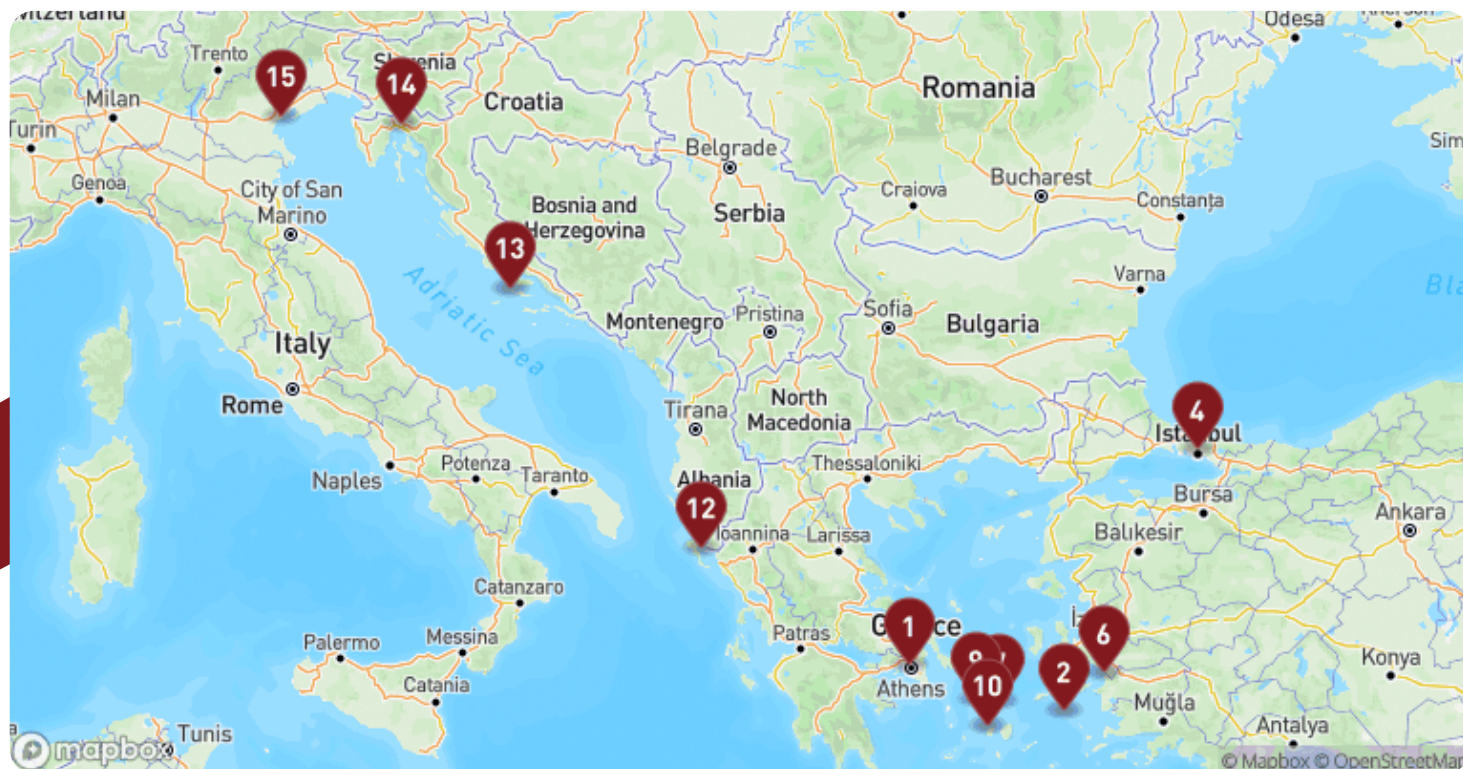 Odesa
Trento
15
14
Croatia
Romania
Milan
Turin
Belgrade
Genoa
City of San
Marino
Bosnia and
Herzegovina
Serbia
Craiova
Bucharest
Constanța
13
Adriatic Sea
Varna
Montenegro
Pristina
Sofia
Bulgaria
Italy
Rome
Tirana
North
Macedonia
4
Istanbul
Naples
Potenza
Taranto
Albania
Thessaloniki
12
Bursa
Ankara
Ioannina
Larissa
Balıkesir
Catanzaro
1
Greece
6
Palermo
Messina
Patras
9
7
2
10
Konya
Catania
Athens
Muğla
Antalya
Tunis
mapbox
© Mapbox © OpenStreetMap